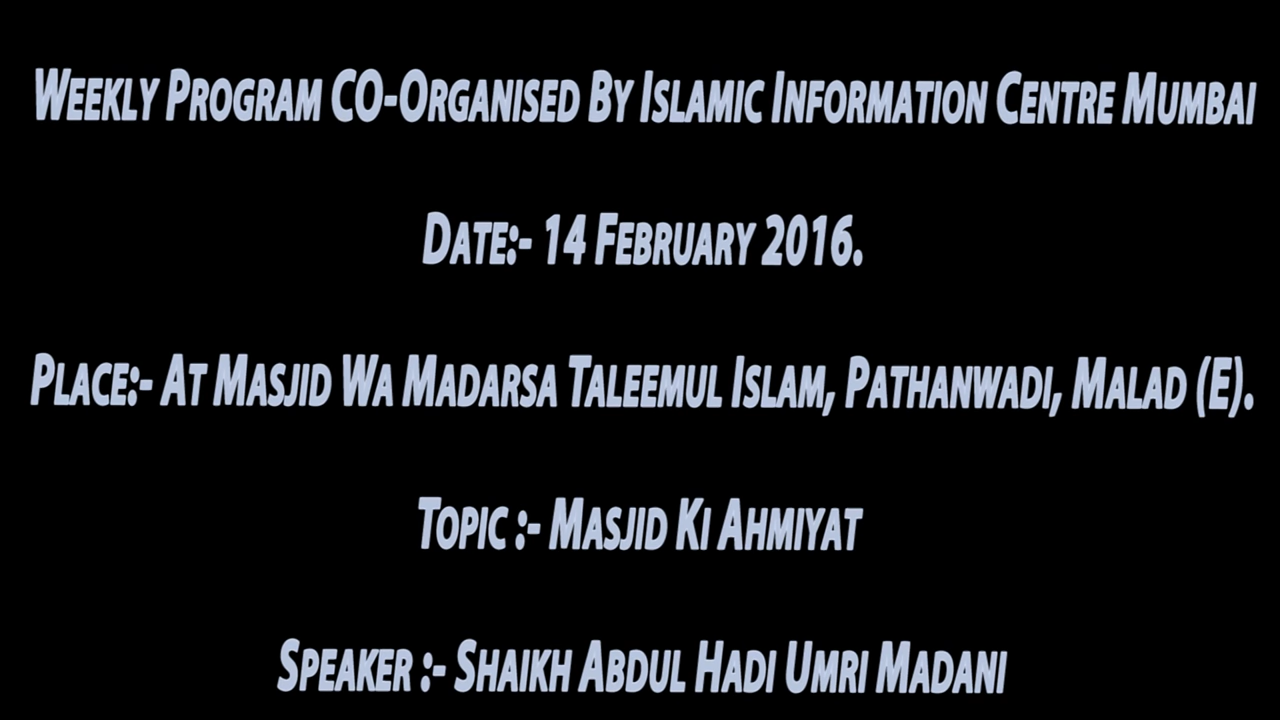 Weekly Program CO-Organised By Islamic Information Centre Mumbai
Date:- 14 February 2016.
Place:- At Masjid Wa Madarsa Taleemul Islam, Pathanwadi, Malad (E).
Topic :- Masjid Ki Ahmiyat
Speaker :- Shaikh Abdul Hadi Umri Madani